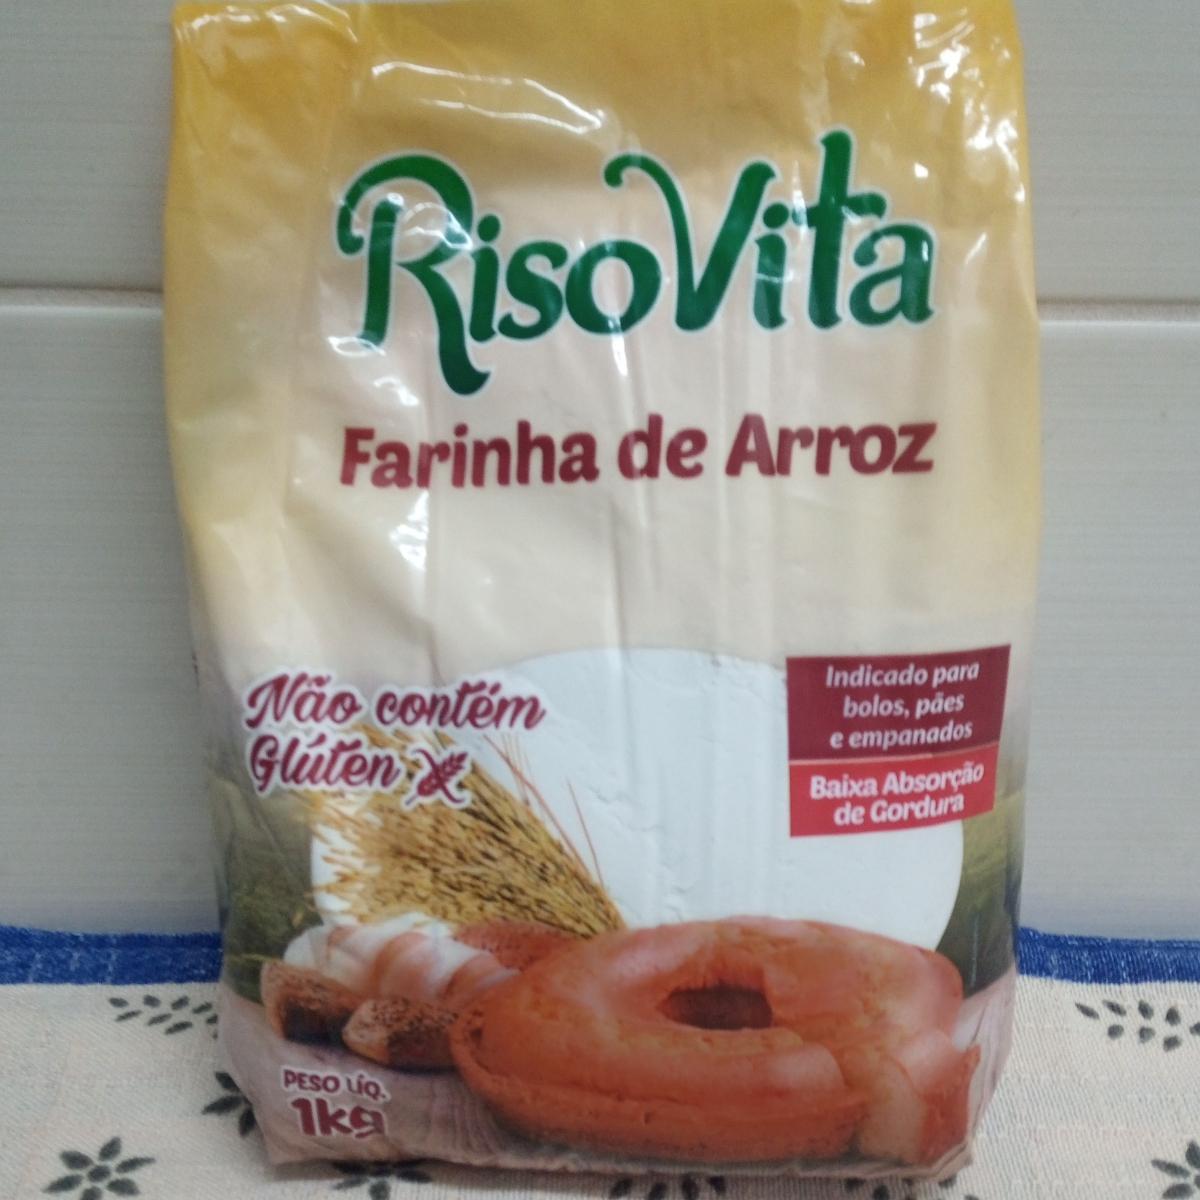 RisoVita
Farinha de Arroz
Não contém
Glúten
Indicado para
bolos, pães
e empanados
Baixa Absorção
de Gordura
PESO LÍQ.
1kg